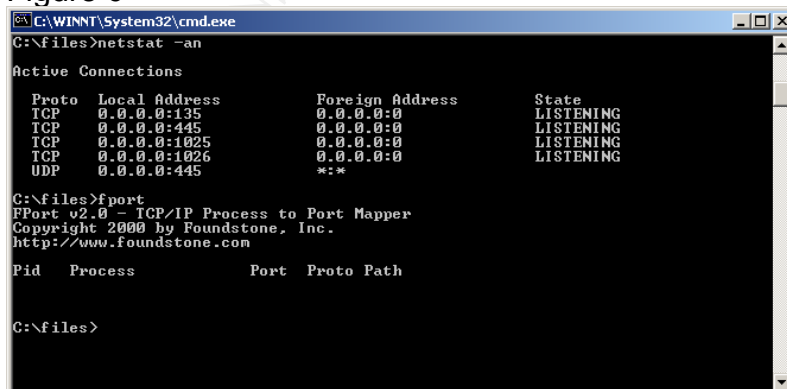 C:\WINNT\System32\cmd.exe
C:\files>netstat -an
Active Connections
Proto Local Address Foreign Address State
TCP 0.0.0.0:135 0.0.0.0:0 LISTENING
TCP 0.0.0.0:445 0.0.0.0:0 LISTENING
TCP 0.0.0.0:1025 0.0.0.0:0 LISTENING
TCP 0.0.0.0:1026 0.0.0.0:0 LISTENING
UDP 0.0.0.0:445 *:*
C:\files>fport
FPort v2.0 - TCP/IP Process to Port Mapper
Copyright 2000 by Foundstone, Inc.
http://www.foundstone.com
Pid Process Port Proto Path
C:\files>